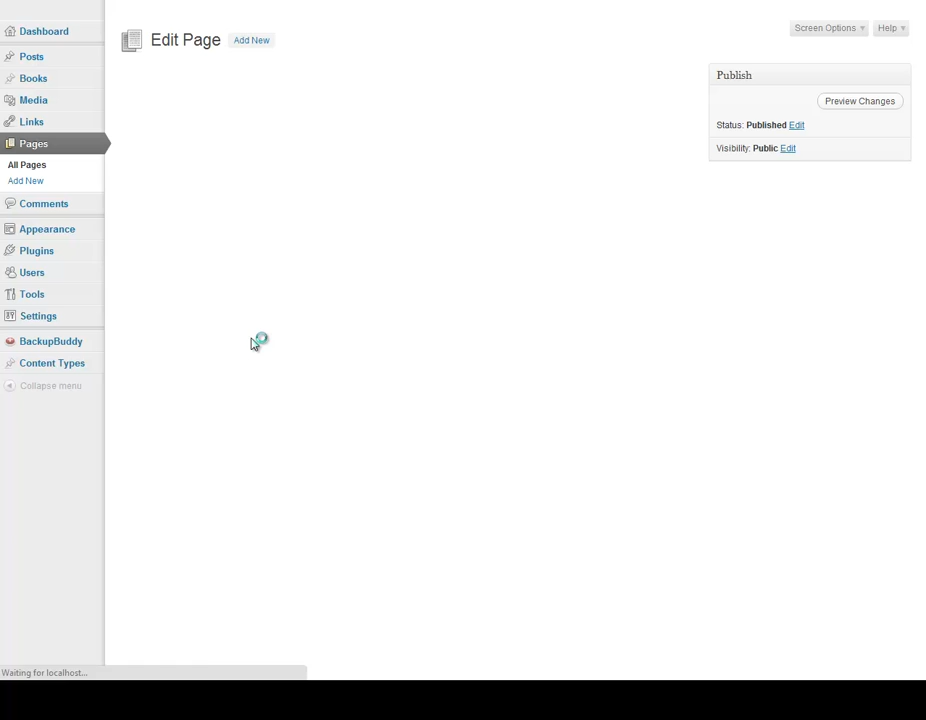 Dashboard
Posts
Books
Media
Links
Pages
All Pages
Add New
Comments
Appearance
Plugins
Users
Tools
Settings
BackupBuddy
Content Types
Collapse menu
Edit Page Add New
Screen Options Help
Publish
Preview Changes
Status: Published Edit
Visibility: Public Edit
Waiting for localhost...